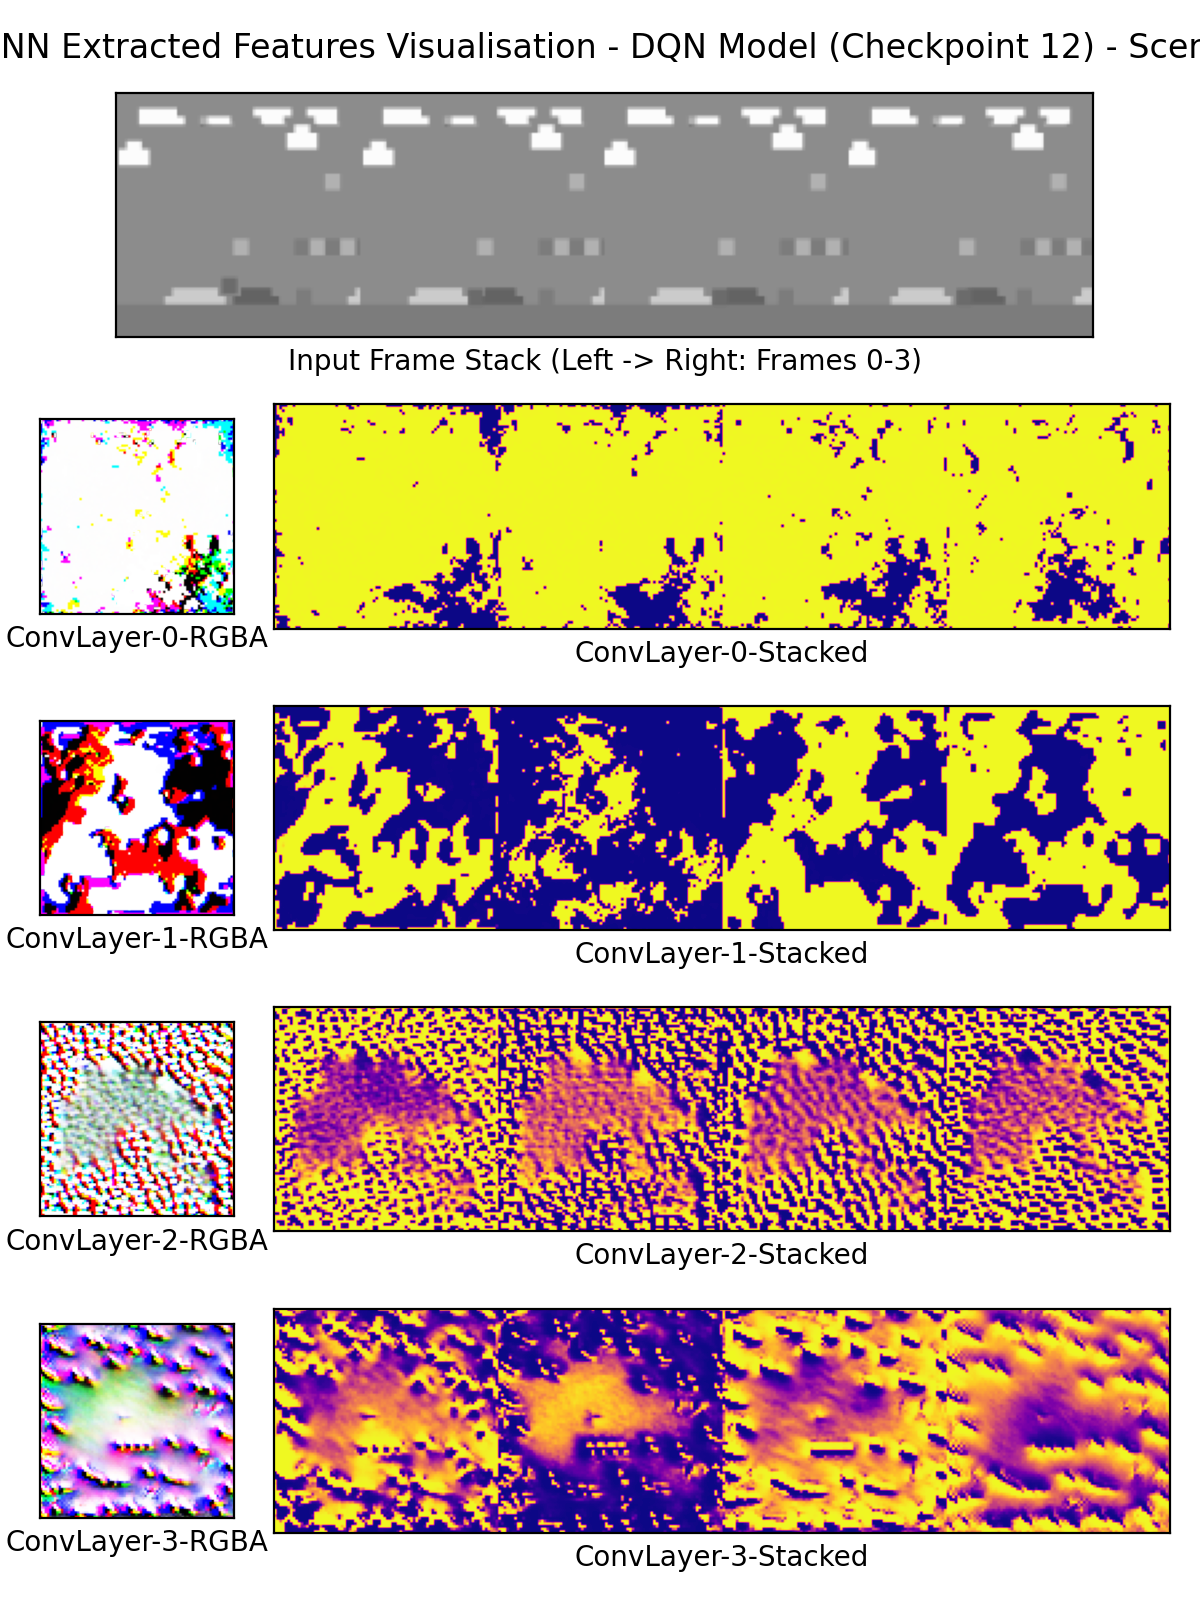 NN Extracted Features Visualisation - DQN Model (Checkpoint 12) - Scer
Input Frame Stack (Left -> Right: Frames 0-3)
ConvLayer-0-RGBA
ConvLayer-0-Stacked
ConvLayer-1-RGBA
ConvLayer-1-Stacked
ConvLayer-2-RGBA
ConvLayer-2-Stacked
ConvLayer-3-RGBA
ConvLayer-3-Stacked